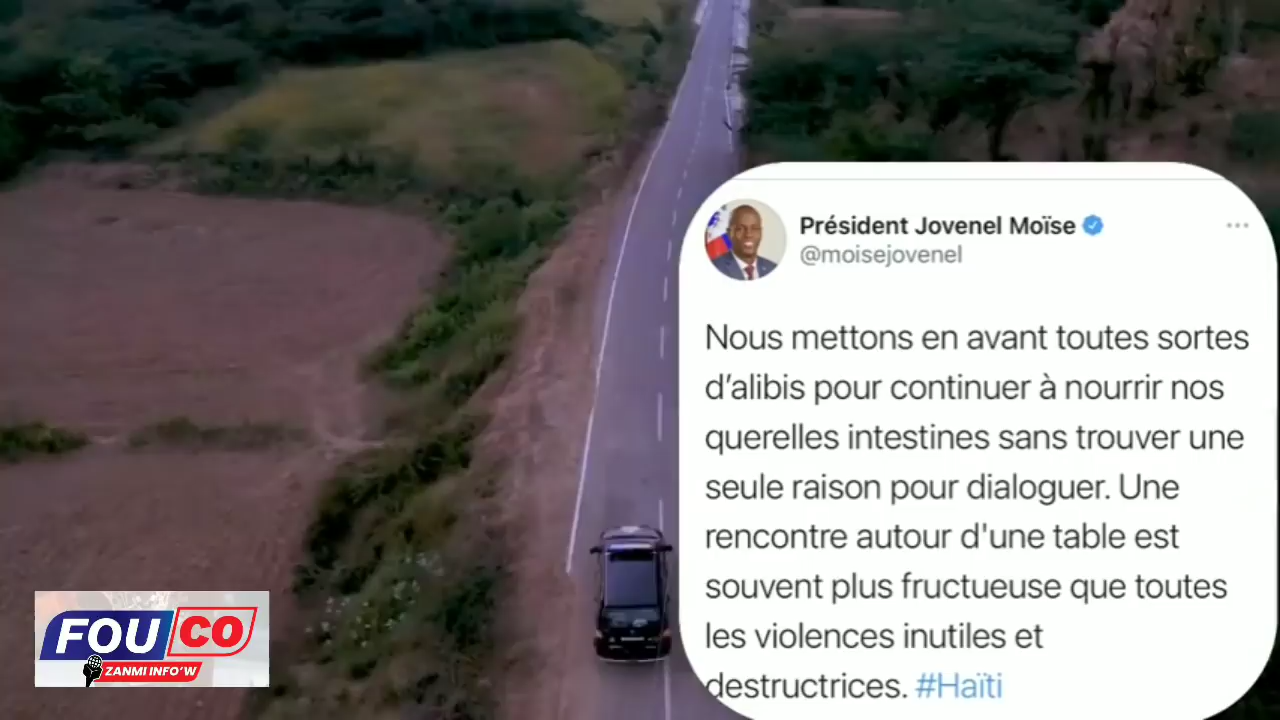 Président Jovenel Moïse
@moisejovenel
Nous mettons en avant toutes sortes
d’alibis pour continuer à nourrir nos
querelles intestines sans trouver une
seule raison pour dialoguer. Une
rencontre autour d'une table est
souvent plus fructueuse que toutes
les violences inutiles et
destructrices. #Haïti
FOUCO
ZANMI INFO'W